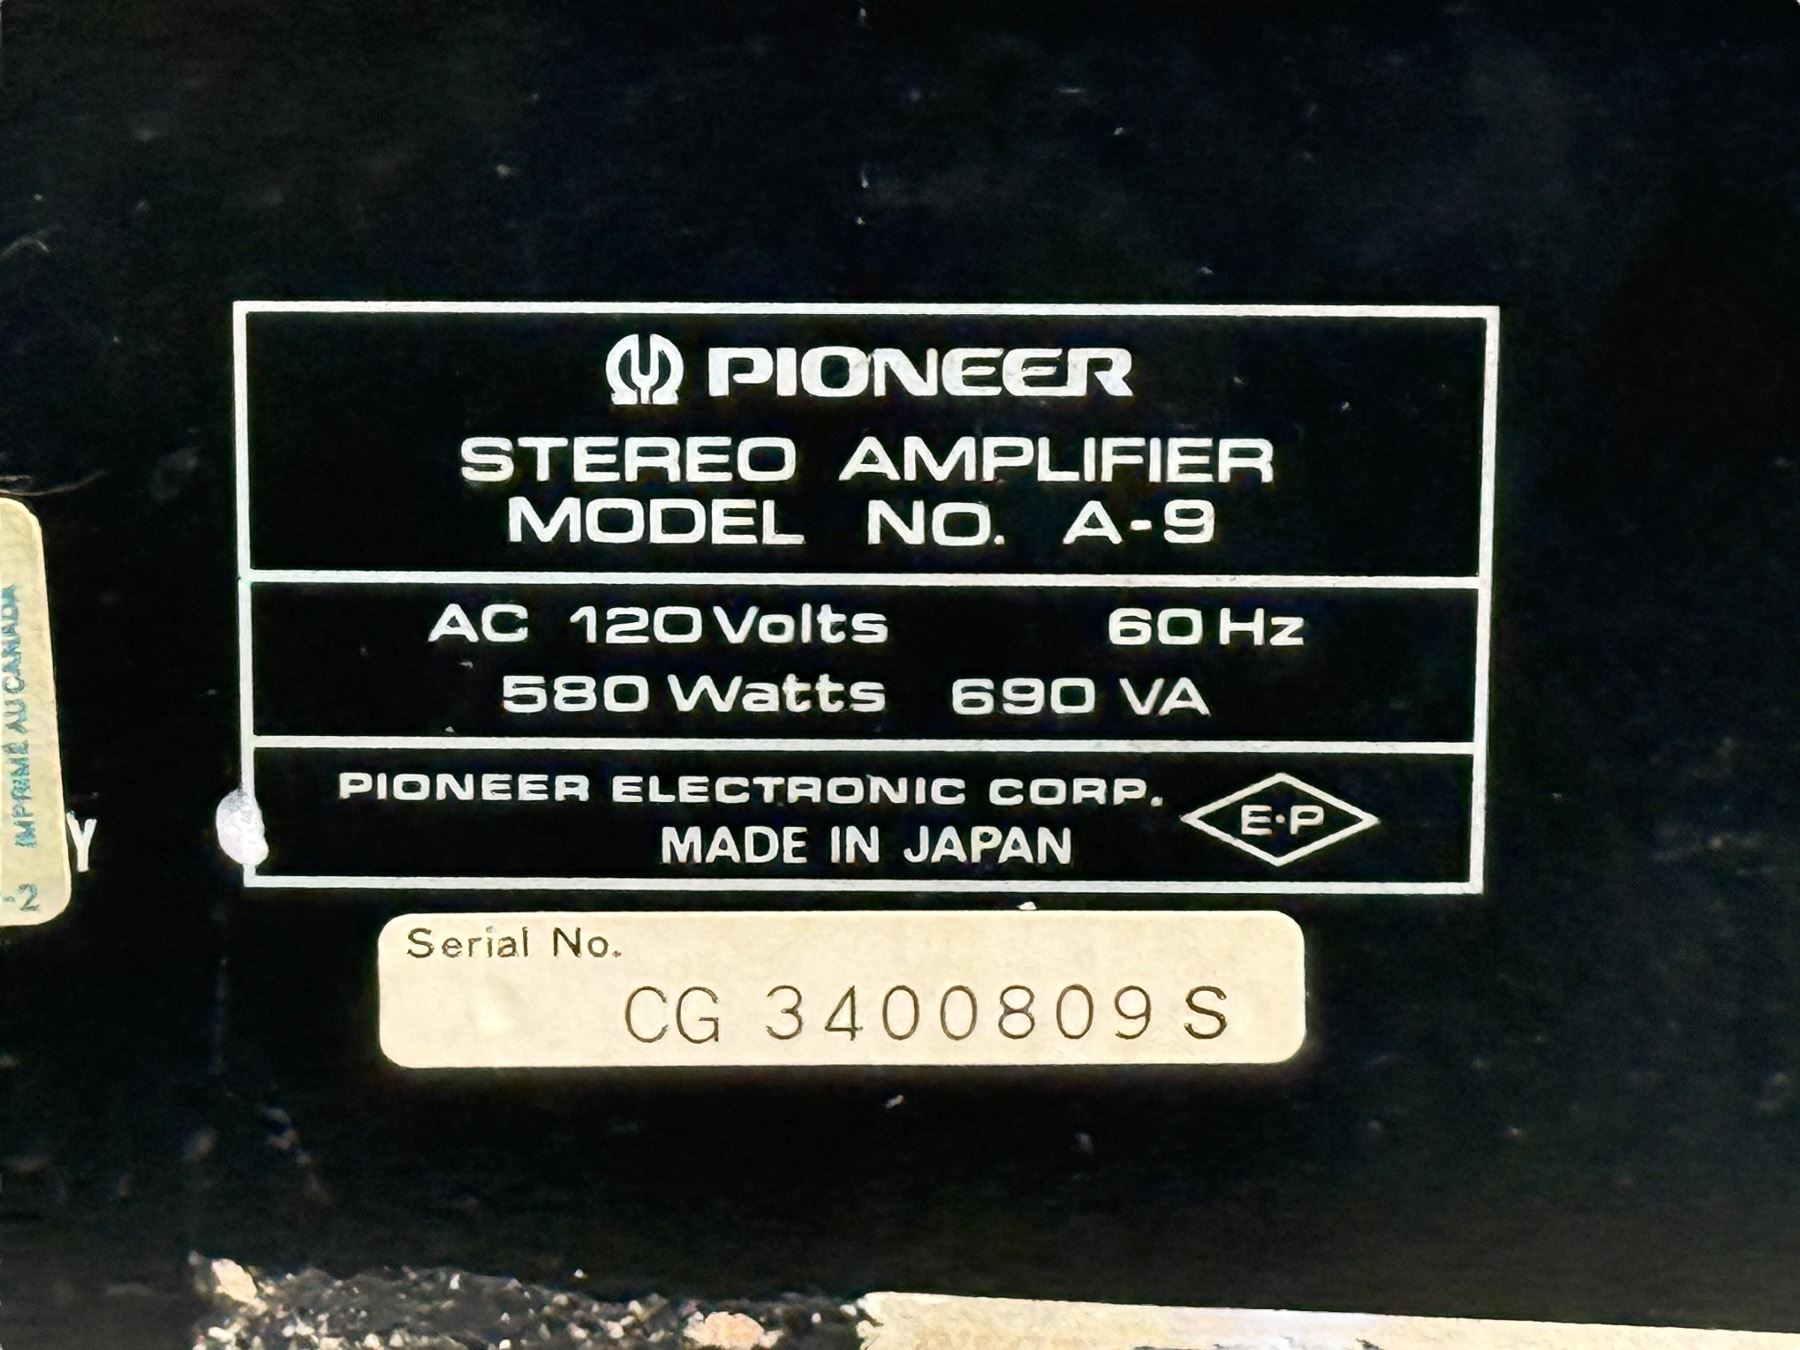 PIONEER
STEREO AMPLIFIER
MODEL NO. A-9
AC 120 Volts 60 Hz
580 Watts 690 VA
PIONEER ELECTRONIC CORP.
MADE IN JAPAN
E·P
Serial No.
CG 3400809 S
IMPRIMÉ AU CANADA
Y